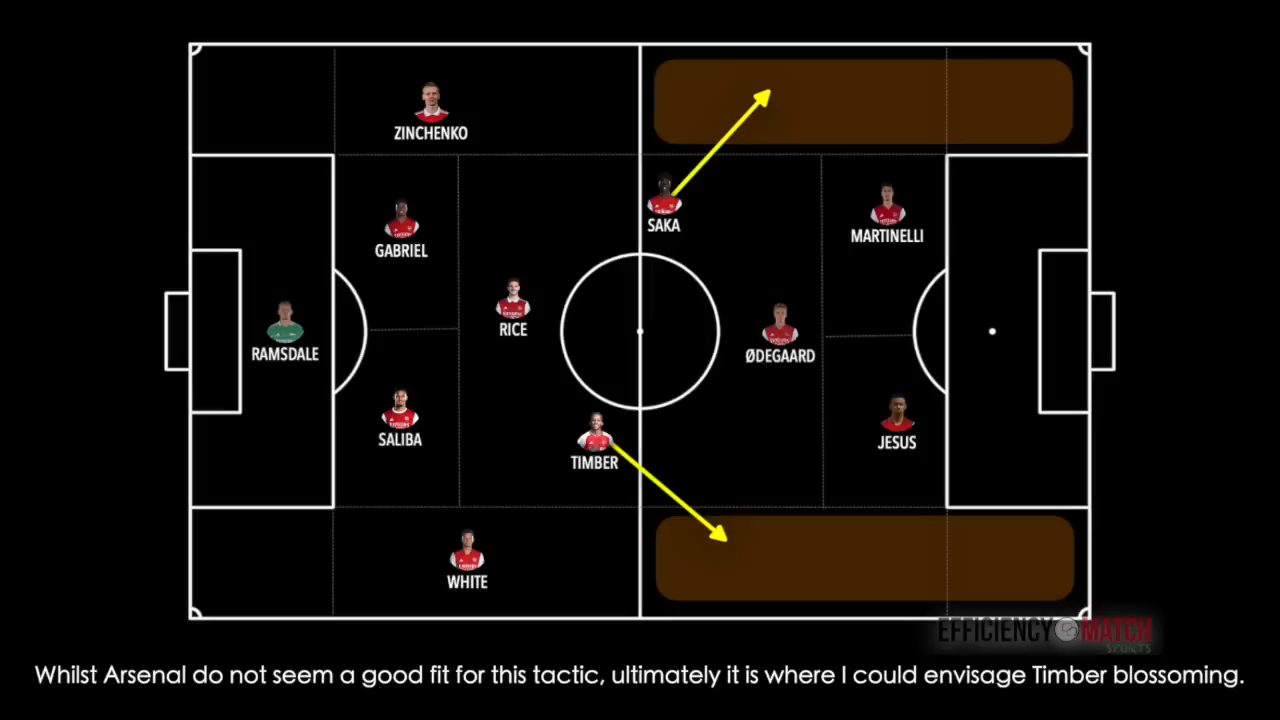 ZINCHENKO
SAKA
MARTINELLI
GABRIEL
RICE
RAMSDALE
ØDEGAARD
SALIBA
TIMBER
JESUS
WHITE
EFFICIENCY MATCH
SPORTS
Whilst Arsenal do not seem a good fit for this tactic, ultimately it is where I could envisage Timber blossoming.